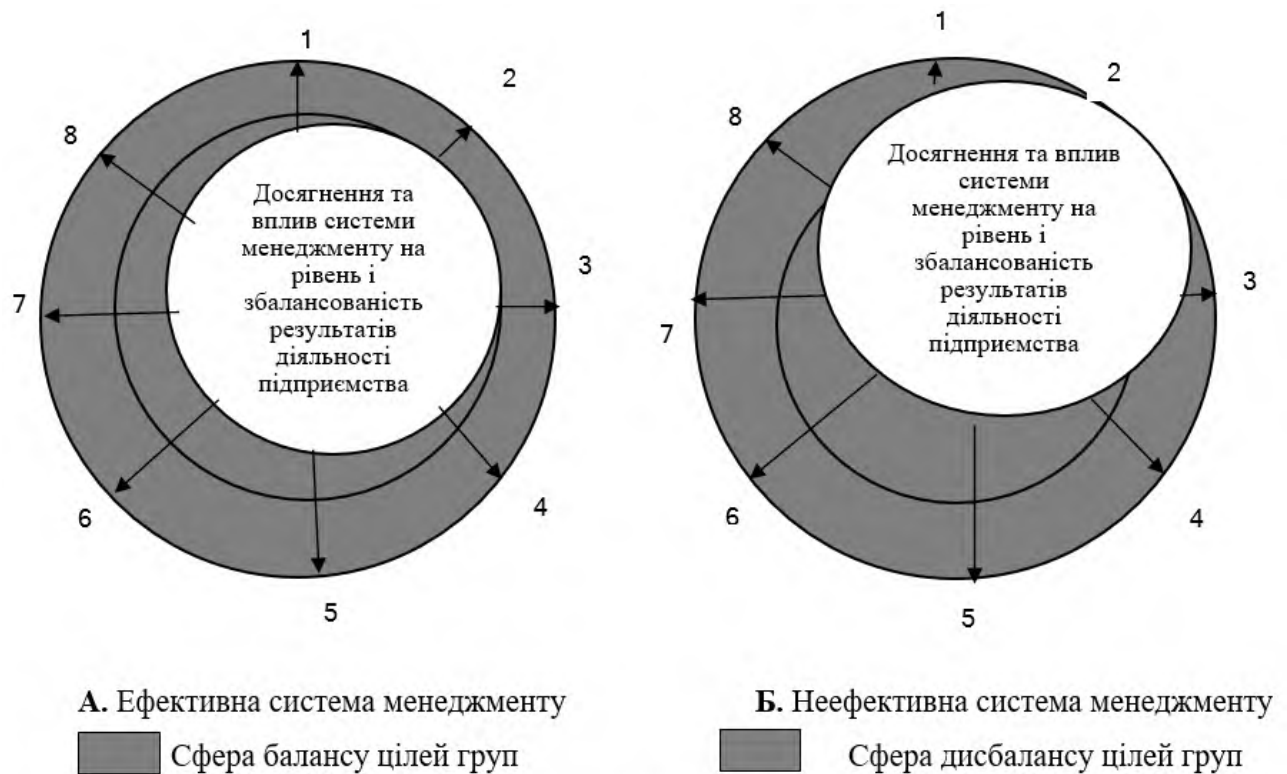 1
2
3
4
5
6
7
8
Досягнення та
вплив системи
менеджменту на
рівень і
збалансованість
результатів
діяльності
підприємства
А. Ефективна система менеджменту
Сфера балансу цілей груп
1
2
3
4
5
6
7
8
Досягнення та вплив
системи
менеджменту на
рівень і
збалансованість
результатів
діяльності
підприємства
Б. Неефективна система менеджменту
Сфера дисбалансу цілей груп